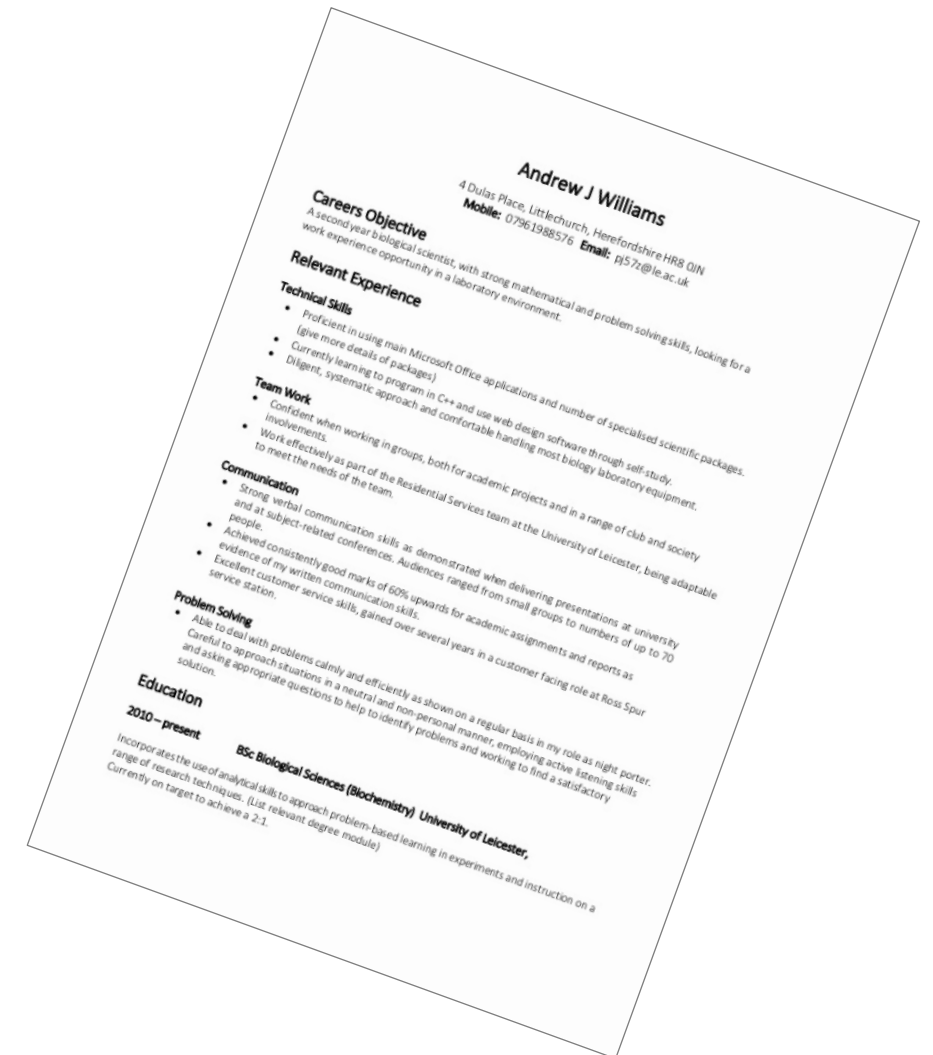 Andrew J Williams
4 Dulas Place, Littlechurch, Herefordshire HR8 0IN
Mobile: 07961988576 Email: pj57z@le.ac.uk
Careers Objective
A second year biological scientist, with strong mathematical and problem solving skills, looking for a
work experience opportunity in a laboratory environment.
Relevant Experience
Technical Skills
• Proficient in using main Microsoft Office applications and number of specialised scientific packages.
(give more details of packages)
• Currently learning to program in C++ and use web design software through self-study.
• Diligent, systematic approach and comfortable handling most biology laboratory equipment.
Team Work
• Confident when working in groups, both for academic projects and in a range of club and society
involvements.
• Work effectively as part of the Residential Services team at the University of Leicester, being adaptable
to meet the needs of the team.
Communication
• Strong verbal communication skills as demonstrated when delivering presentations at university
and at subject-related conferences. Audiences ranged from small groups to numbers of up to 70
people.
• Achieved consistently good marks of 60% upwards for academic assignments and reports as
evidence of my written communication skills.
• Excellent customer service skills, gained over several years in a customer facing role at Ross Spur
service station.
Problem Solving
• Able to deal with problems calmly and efficiently as shown on a regular basis in my role as night porter.
Careful to approach situations in a neutral and non-personal manner, employing active listening skills
and asking appropriate questions to help to identify problems and working to find a satisfactory
solution.
Education
2010 – present BSc Biological Sciences (Biochemistry) University of Leicester,
Incorporates the use of analytical skills to approach problem-based learning in experiments and instruction on a
range of research techniques. (List relevant degree module)
Currently on target to achieve a 2:1.